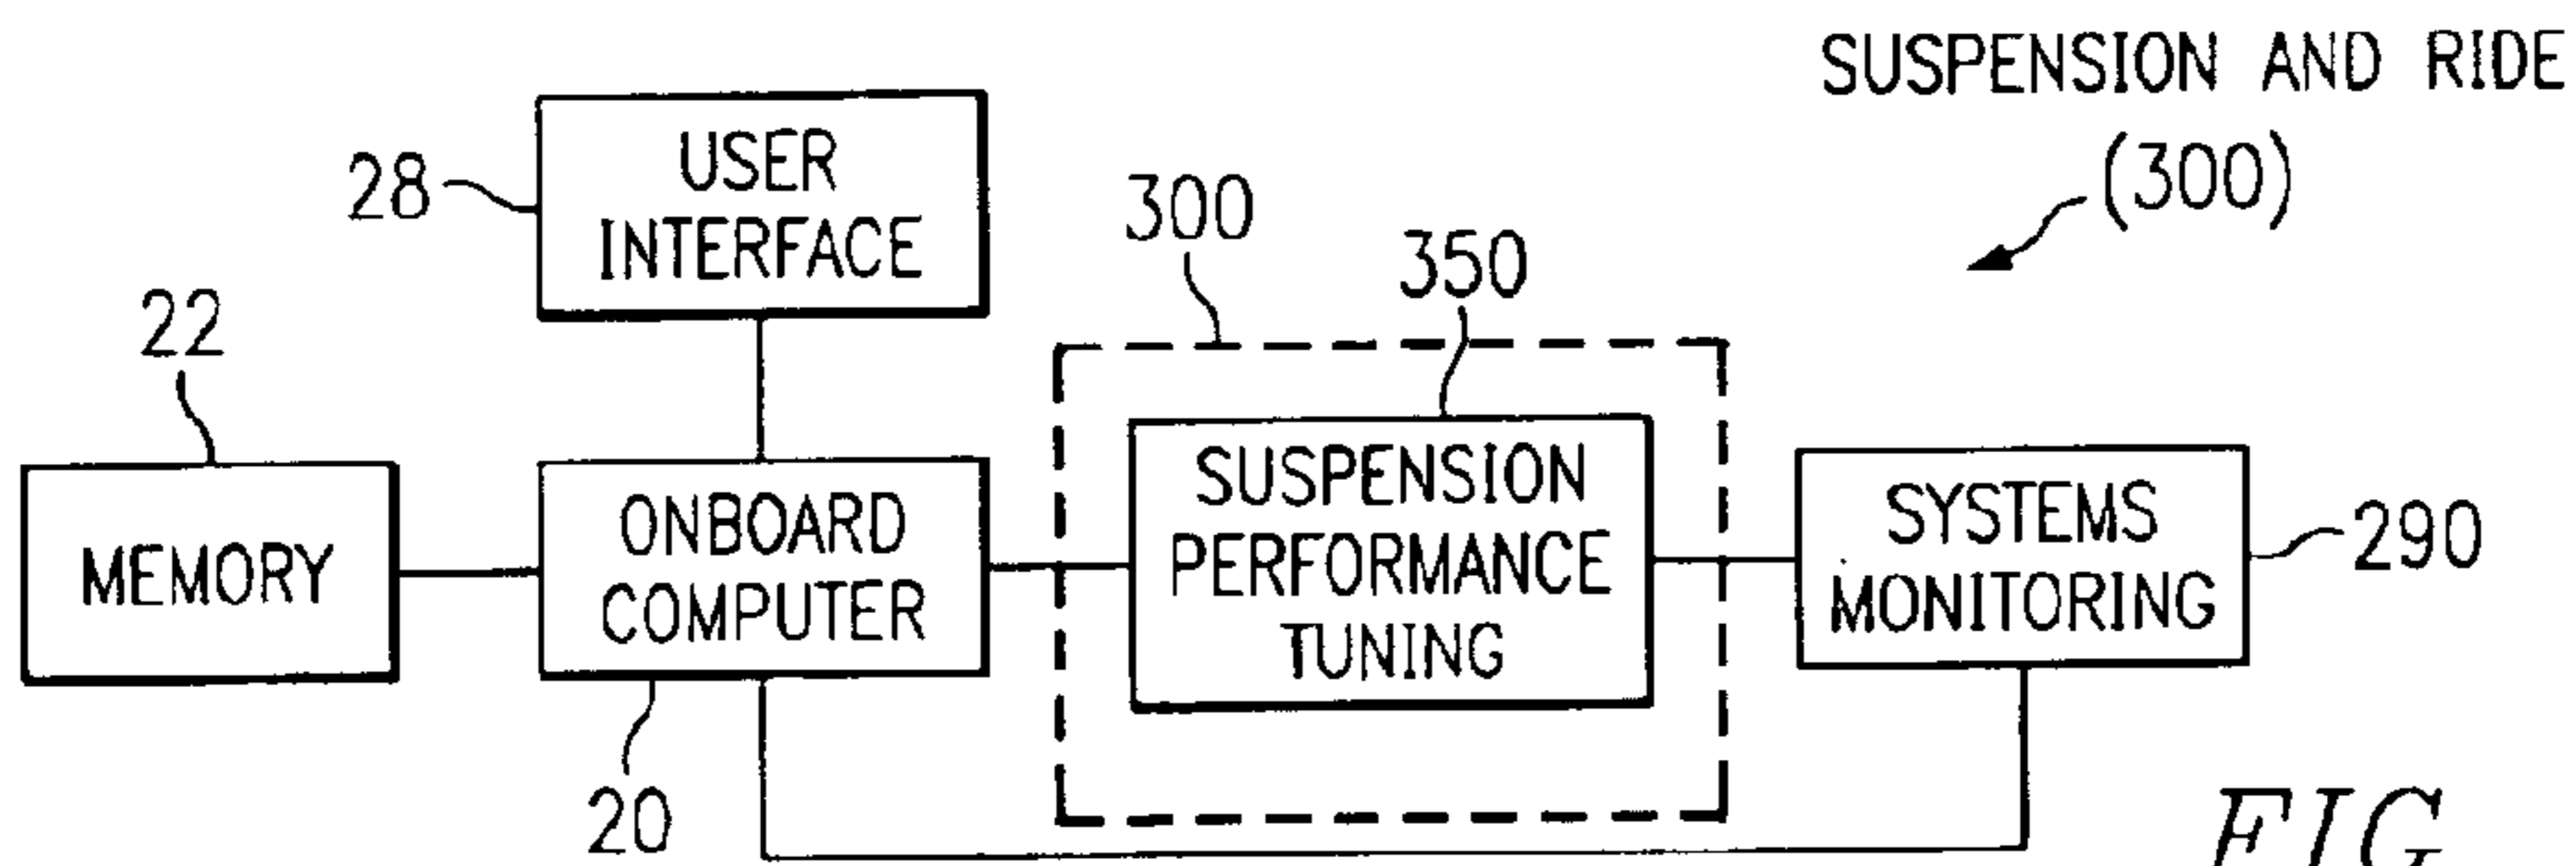 SUSPENSION AND RIDE
(300)
USER
INTERFACE
28
300
350
22
MEMORY
ONBOARD
COMPUTER
20
SUSPENSION
PERFORMANCE
TUNING
SYSTEMS
MONITORING
290
FIG